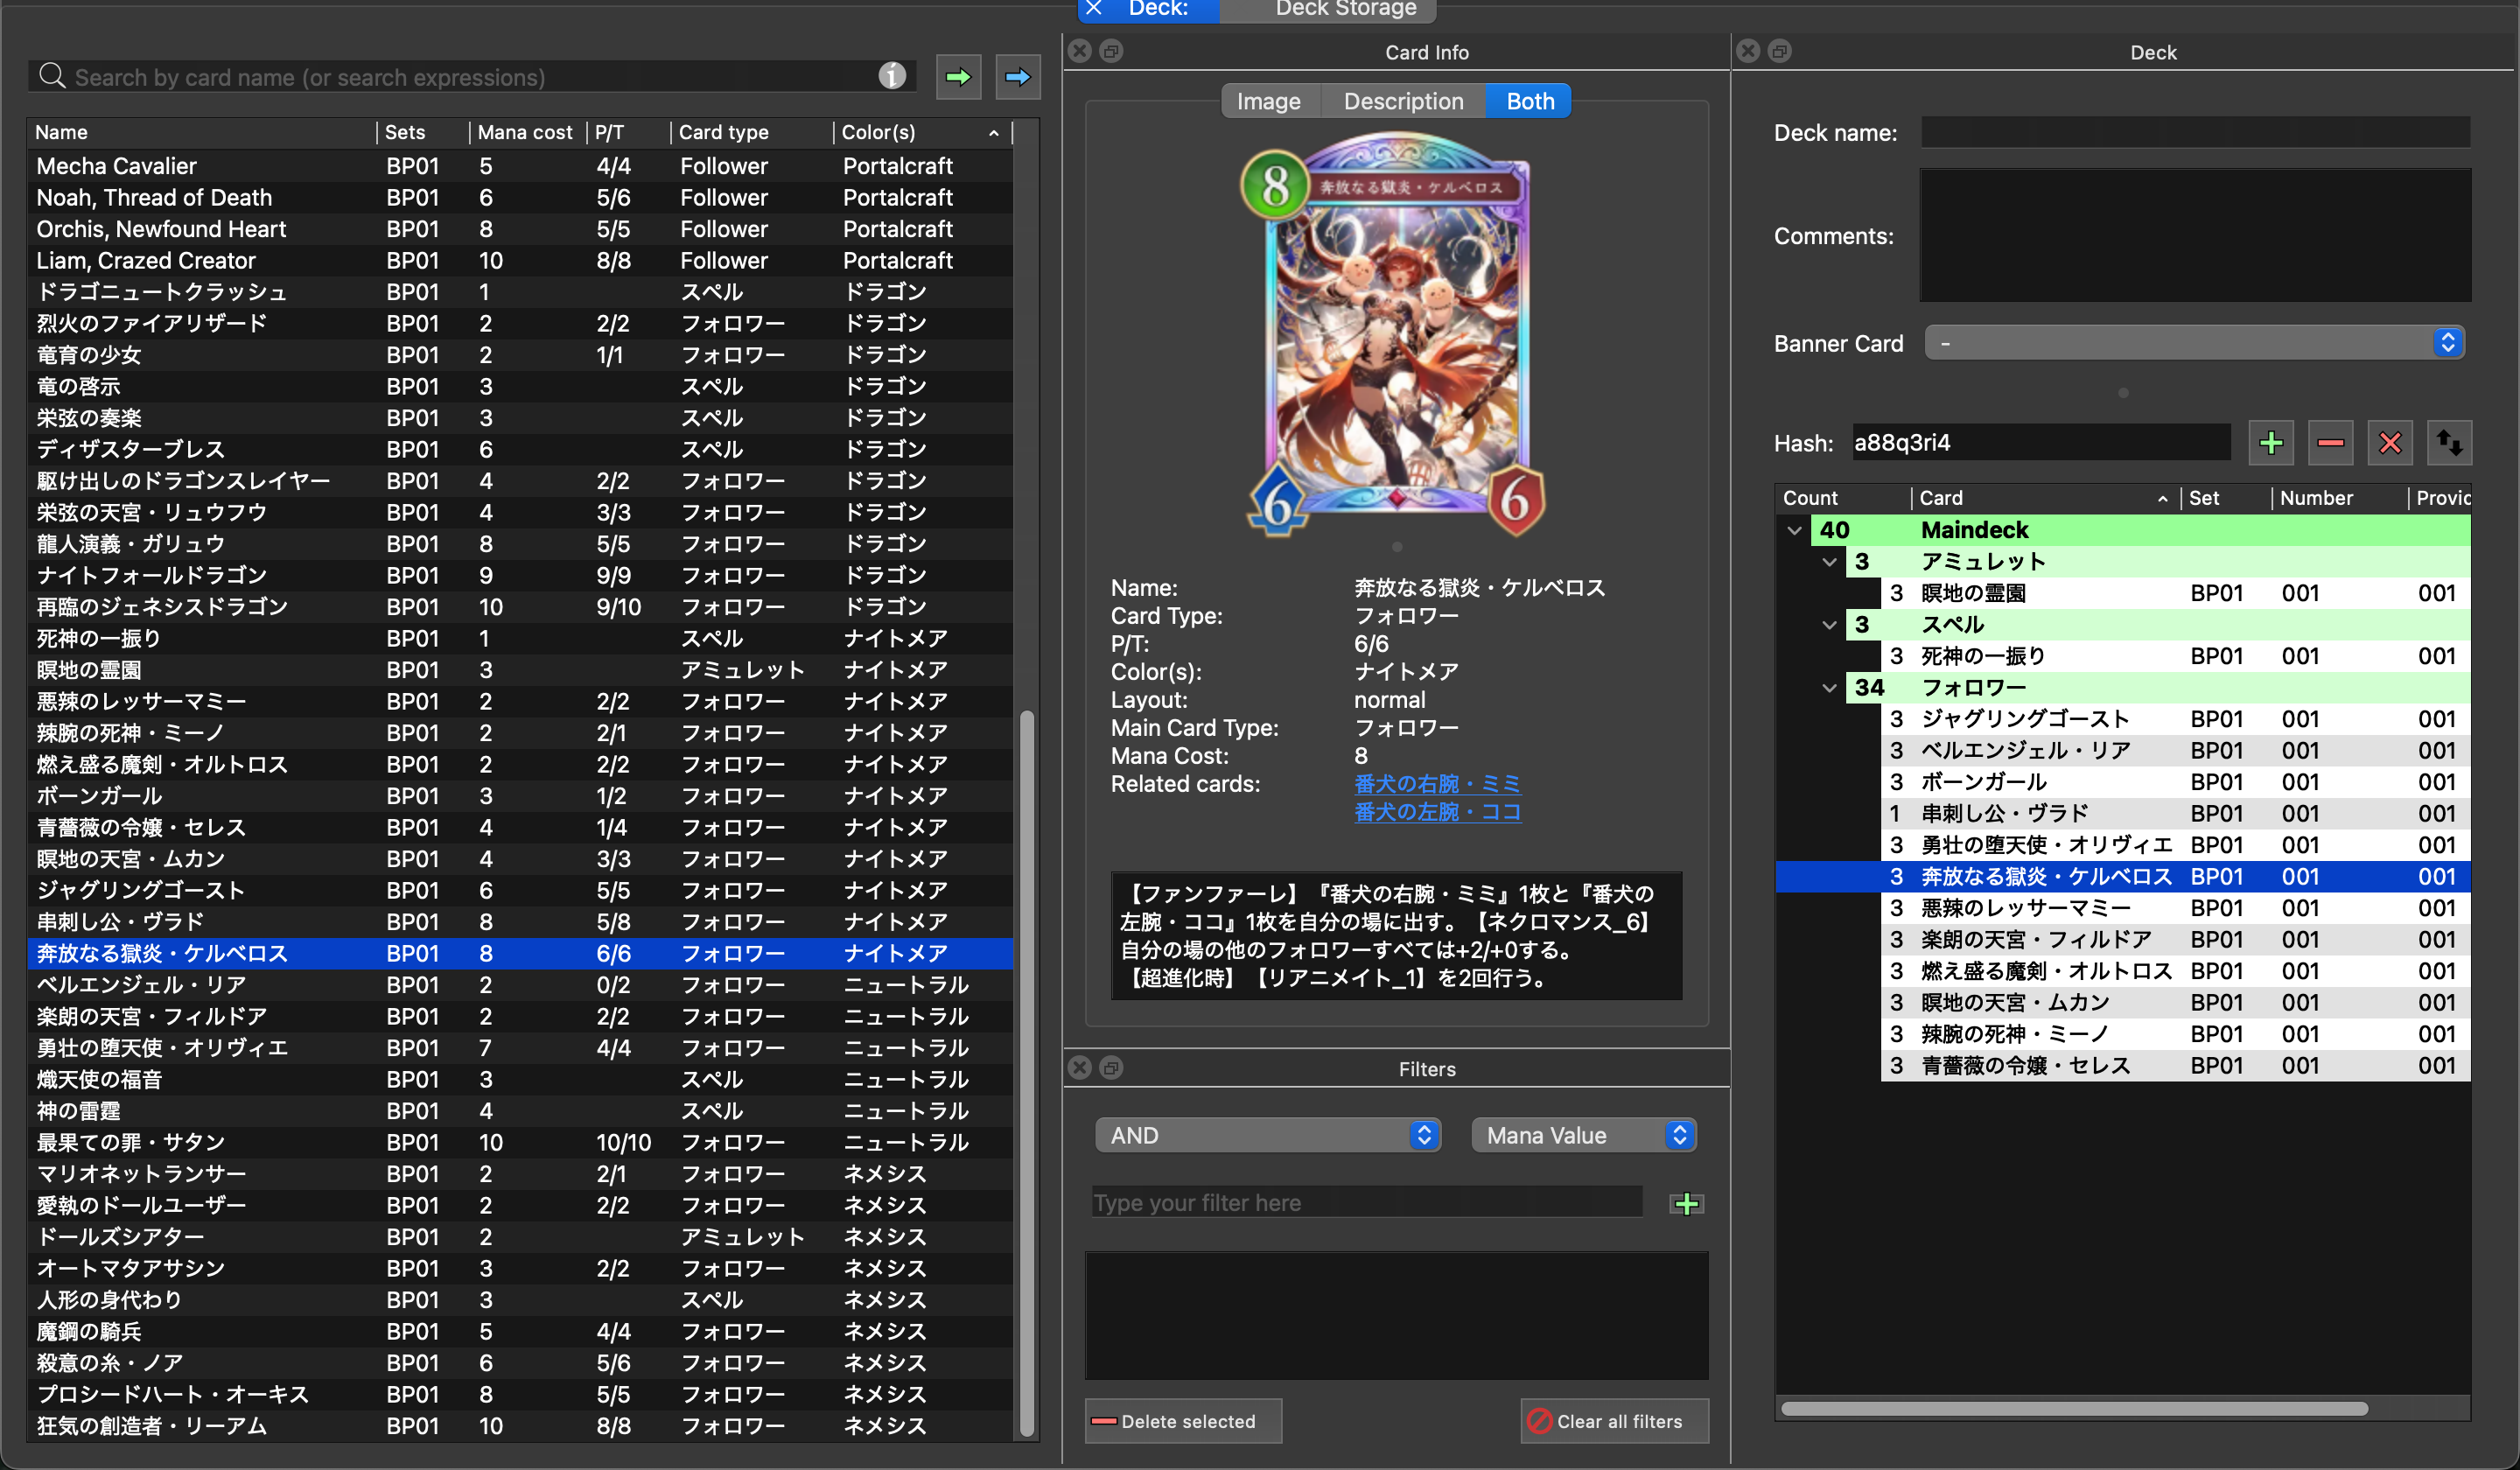 Deck:
Deck Storage
Search by card name (or search expressions)
Name Sets Mana cost P/T Card type Color(s)
Mecha Cavalier BP01 5 4/4 Follower Portalcraft
Noah, Thread of Death BP01 6 5/6 Follower Portalcraft
Orchis, Newfound Heart BP01 8 5/5 Follower Portalcraft
Liam, Crazed Creator BP01 10 8/8 Follower Portalcraft
ドラゴニュートクラッシュ BP01 1 スペル ドラゴン
烈火のファイアリザード BP01 2 2/2 フォロワー ドラゴン
竜育の少女 BP01 2 1/1 フォロワー ドラゴン
竜の啓示 BP01 3 スペル ドラゴン
栄弦の奏楽 BP01 3 スペル ドラゴン
ディザスターブレス BP01 6 スペル ドラゴン
駆け出しのドラゴンスレイヤー BP01 4 2/2 フォロワー ドラゴン
栄弦の天宮・リュウフウ BP01 4 3/3 フォロワー ドラゴン
龍人演義・ガリュウ BP01 8 5/5 フォロワー ドラゴン
ナイトフォールドラゴン BP01 9 9/9 フォロワー ドラゴン
再臨のジェネシスドラゴン BP01 10 9/10 フォロワー ドラゴン
死神の一振り BP01 1 スペル ナイトメア
瞑地の霊園 BP01 3 アミュレット ナイトメア
悪辣のレッサーマミー BP01 2 2/2 フォロワー ナイトメア
辣腕の死神・ミーノ BP01 2 2/1 フォロワー ナイトメア
燃え盛る魔剣・オルトロス BP01 2 2/2 フォロワー ナイトメア
ボーンガール BP01 3 1/2 フォロワー ナイトメア
青薔薇の令嬢・セレス BP01 4 1/4 フォロワー ナイトメア
瞑地の天宮・ムカン BP01 4 3/3 フォロワー ナイトメア
ジャグリングゴースト BP01 6 5/5 フォロワー ナイトメア
串刺し公・ヴラド BP01 8 5/8 フォロワー ナイトメア
奔放なる獄炎・ケルベロス BP01 8 6/6 フォロワー ナイトメア
ベルエンジェル・リア BP01 2 0/2 フォロワー ニュートラル
楽朗の天宮・フィルドア BP01 2 2/2 フォロワー ニュートラル
勇壮の堕天使・オリヴィエ BP01 7 4/4 フォロワー ニュートラル
熾天使の福音 BP01 3 スペル ニュートラル
神の雷霆 BP01 4 スペル ニュートラル
最果ての罪・サタン BP01 10 10/10 フォロワー ニュートラル
マリオネットランサー BP01 2 2/1 フォロワー ネメシス
愛執のドールユーザー BP01 2 2/2 フォロワー ネメシス
ドールズシアター BP01 2 アミュレット ネメシス
オートマタアサシン BP01 3 2/2 フォロワー ネメシス
人形の身代わり BP01 3 スペル ネメシス
魔鋼の騎兵 BP01 5 4/4 フォロワー ネメシス
殺意の糸・ノア BP01 6 5/6 フォロワー ネメシス
プロシードハート・オーキス BP01 8 5/5 フォロワー ネメシス
狂気の創造者・リーアム BP01 10 8/8 フォロワー ネメシス
Card Info
Image Description Both
8 奔放なる獄炎・ケルベロス
6 6
Name: 奔放なる獄炎・ケルベロス
Card Type: フォロワー
P/T: 6/6
Color(s): ナイトメア
Layout: normal
Main Card Type: フォロワー
Mana Cost: 8
Related cards: 番犬の右腕・ミミ
番犬の左腕・ココ
【ファンファーレ】『番犬の右腕・ミミ』1枚と『番犬の
左腕・ココ』1枚を自分の場に出す。【ネクロマンス_6】
自分の場の他のフォロワーすべては+2/+0する。
【超進化時】【リアニメイト_1】を2回行う。
Filters
AND Mana Value
Type your filter here
Delete selected Clear all filters
Deck
Deck name:
Comments:
Banner Card -
Hash: a88q3ri4
Count Card Set Number Provic
40 Maindeck
3 アミュレット
3 瞑地の霊園 BP01 001 001
3 スペル
3 死神の一振り BP01 001 001
34 フォロワー
3 ジャグリングゴースト BP01 001 001
3 ベルエンジェル・リア BP01 001 001
3 ボーンガール BP01 001 001
1 串刺し公・ヴラド BP01 001 001
3 勇壮の堕天使・オリヴィエ BP01 001 001
3 奔放なる獄炎・ケルベロス BP01 001 001
3 悪辣のレッサーマミー BP01 001 001
3 楽朗の天宮・フィルドア BP01 001 001
3 燃え盛る魔剣・オルトロス BP01 001 001
3 瞑地の天宮・ムカン BP01 001 001
3 辣腕の死神・ミーノ BP01 001 001
3 青薔薇の令嬢・セレス BP01 001 001